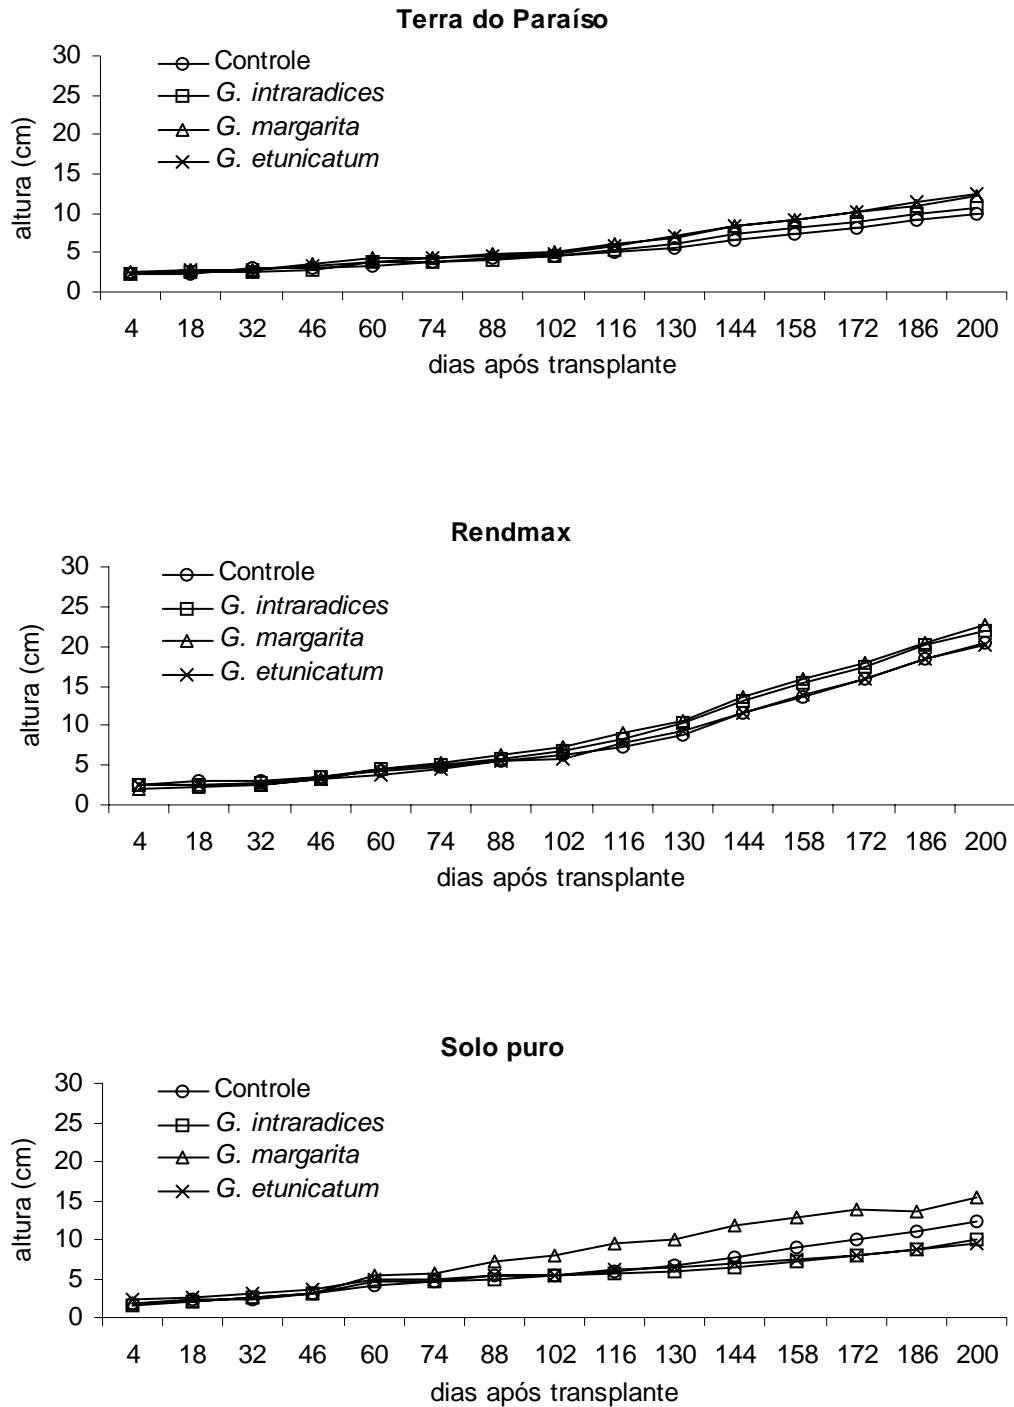 Terra do Paraíso
30
25
20
15
10
5
0
altura (cm)
Controle
G. intraradices
G. margarita
G. etunicatum
4 18 32 46 60 74 88 102 116 130 144 158 172 186 200
dias após transplante
Rendmax
30
25
20
15
10
5
0
altura (cm)
Controle
G. intraradices
G. margarita
G. etunicatum
4 18 32 46 60 74 88 102 116 130 144 158 172 186 200
dias após transplante
Solo puro
30
25
20
15
10
5
0
altura (cm)
Controle
G. intraradices
G. margarita
G. etunicatum
4 18 32 46 60 74 88 102 116 130 144 158 172 186 200
dias após transplante